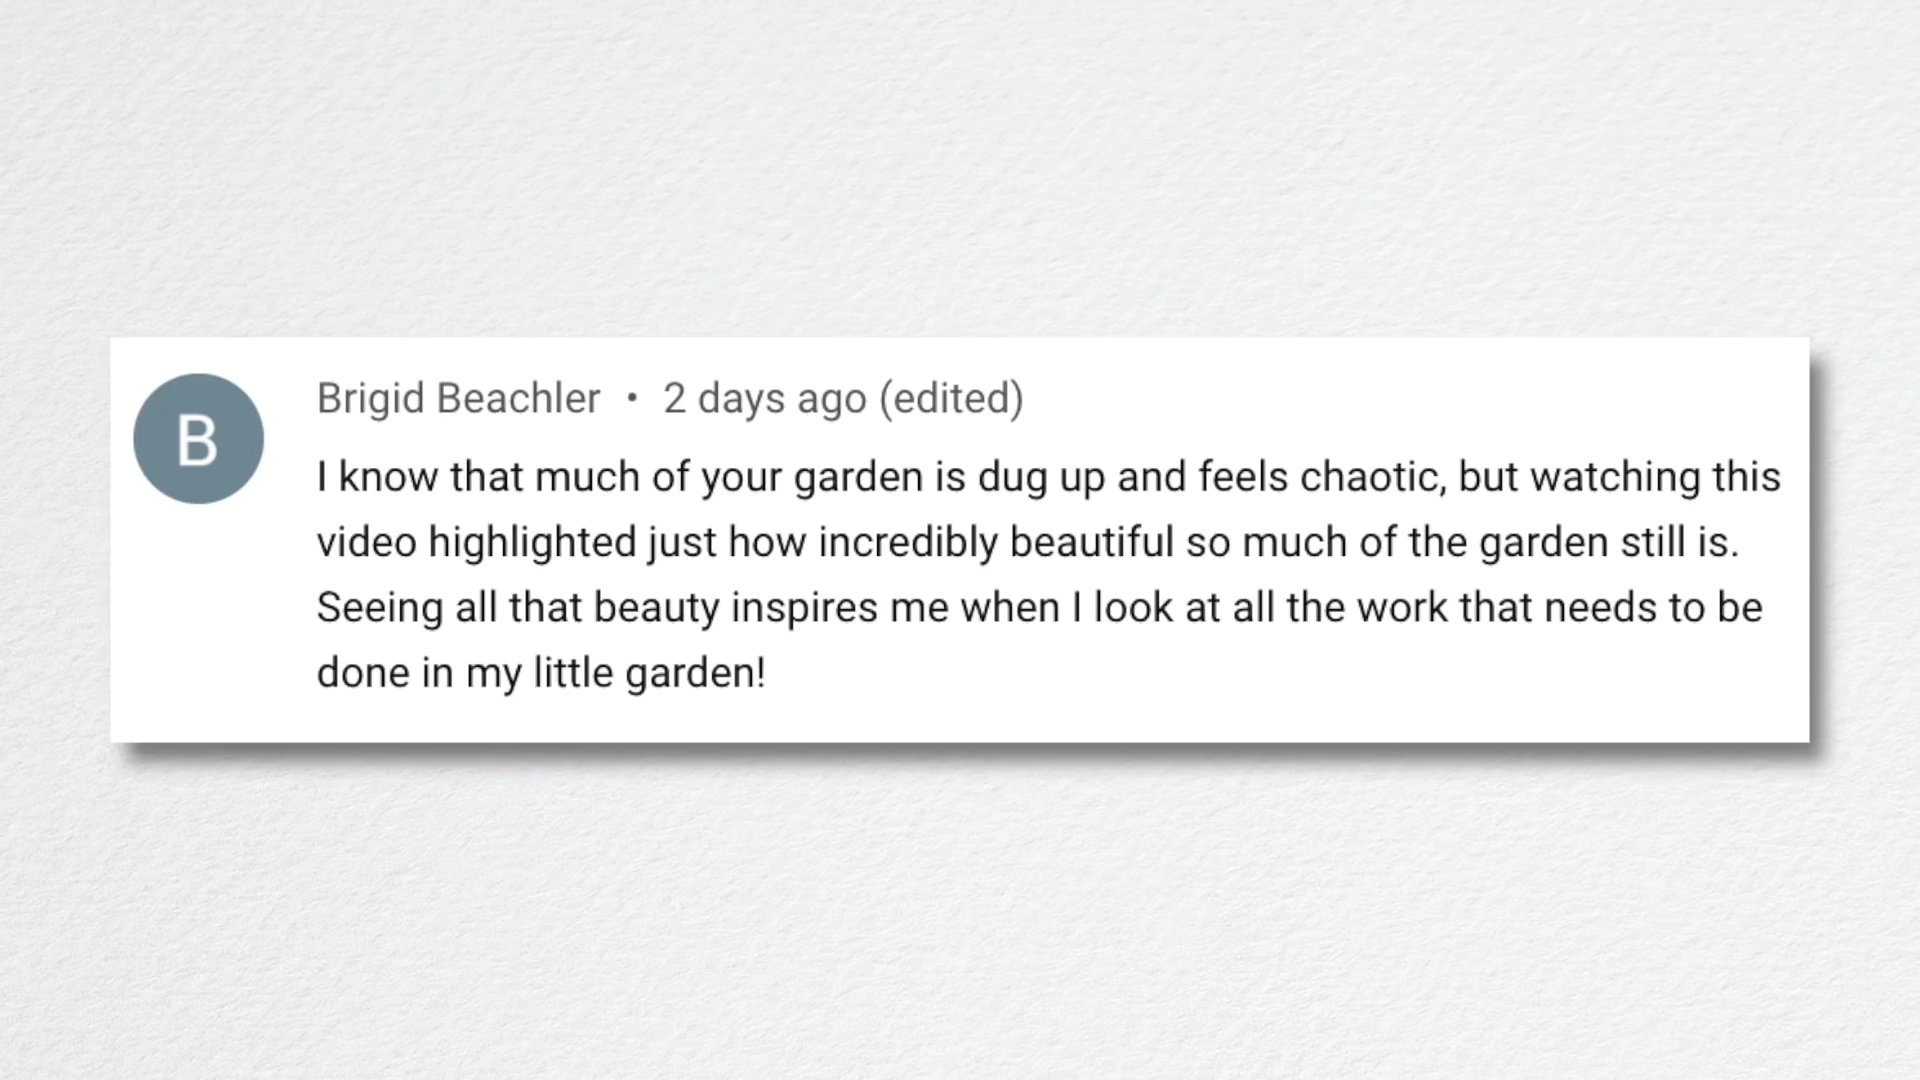 B
Brigid Beachler • 2 days ago (edited)
I know that much of your garden is dug up and feels chaotic, but watching this
video highlighted just how incredibly beautiful so much of the garden still is.
Seeing all that beauty inspires me when I look at all the work that needs to be
done in my little garden!